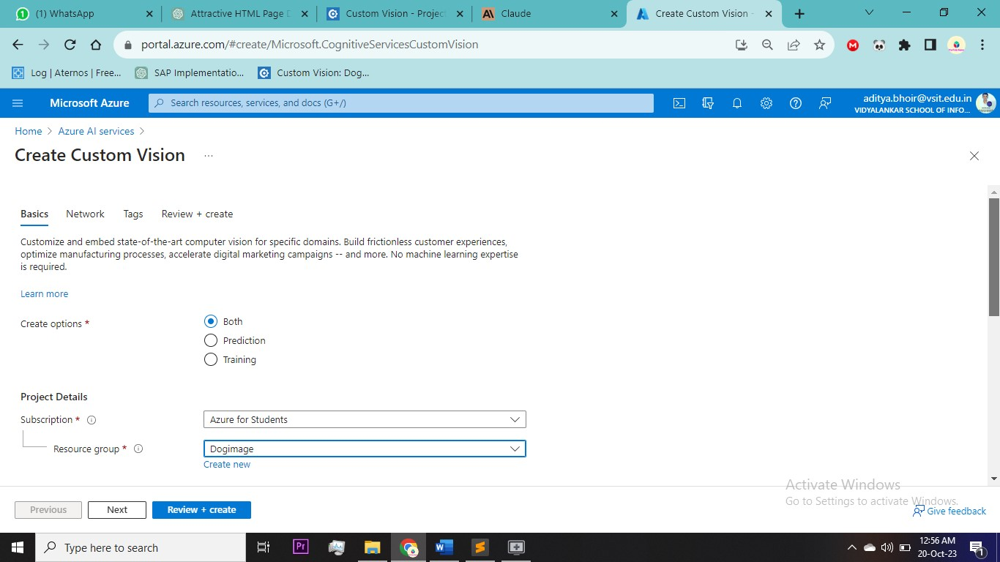 (1) WhatsApp
Attractive HTML Page D
Custom Vision - Projec
Claude
Create Custom Vision -
portal.azure.com/#create/Microsoft.CognitiveServicesCustomVision
Log | Aternos | Free...
SAP Implementatio...
Custom Vision: Dog...
Microsoft Azure
Search resources, services, and docs (G+/)
aditya.bhoir@vsit.edu.in
VIDYALANKAR SCHOOL OF INFO...
Home > Azure AI services >
Create Custom Vision ...
Basics Network Tags Review + create
Customize and embed state-of-the-art computer vision for specific domains. Build frictionless customer experiences,
optimize manufacturing processes, accelerate digital marketing campaigns -- and more. No machine learning expertise
is required.
Learn more
Create options *
Both
Prediction
Training
Project Details
Subscription *
Azure for Students
Resource group *
Dogimage
Create new
Activate Windows
Go to Settings to activate Windows.
Previous
Next
Review + create
Give feedback
Type here to search
Pr
12:56 AM
20-Oct-23
1